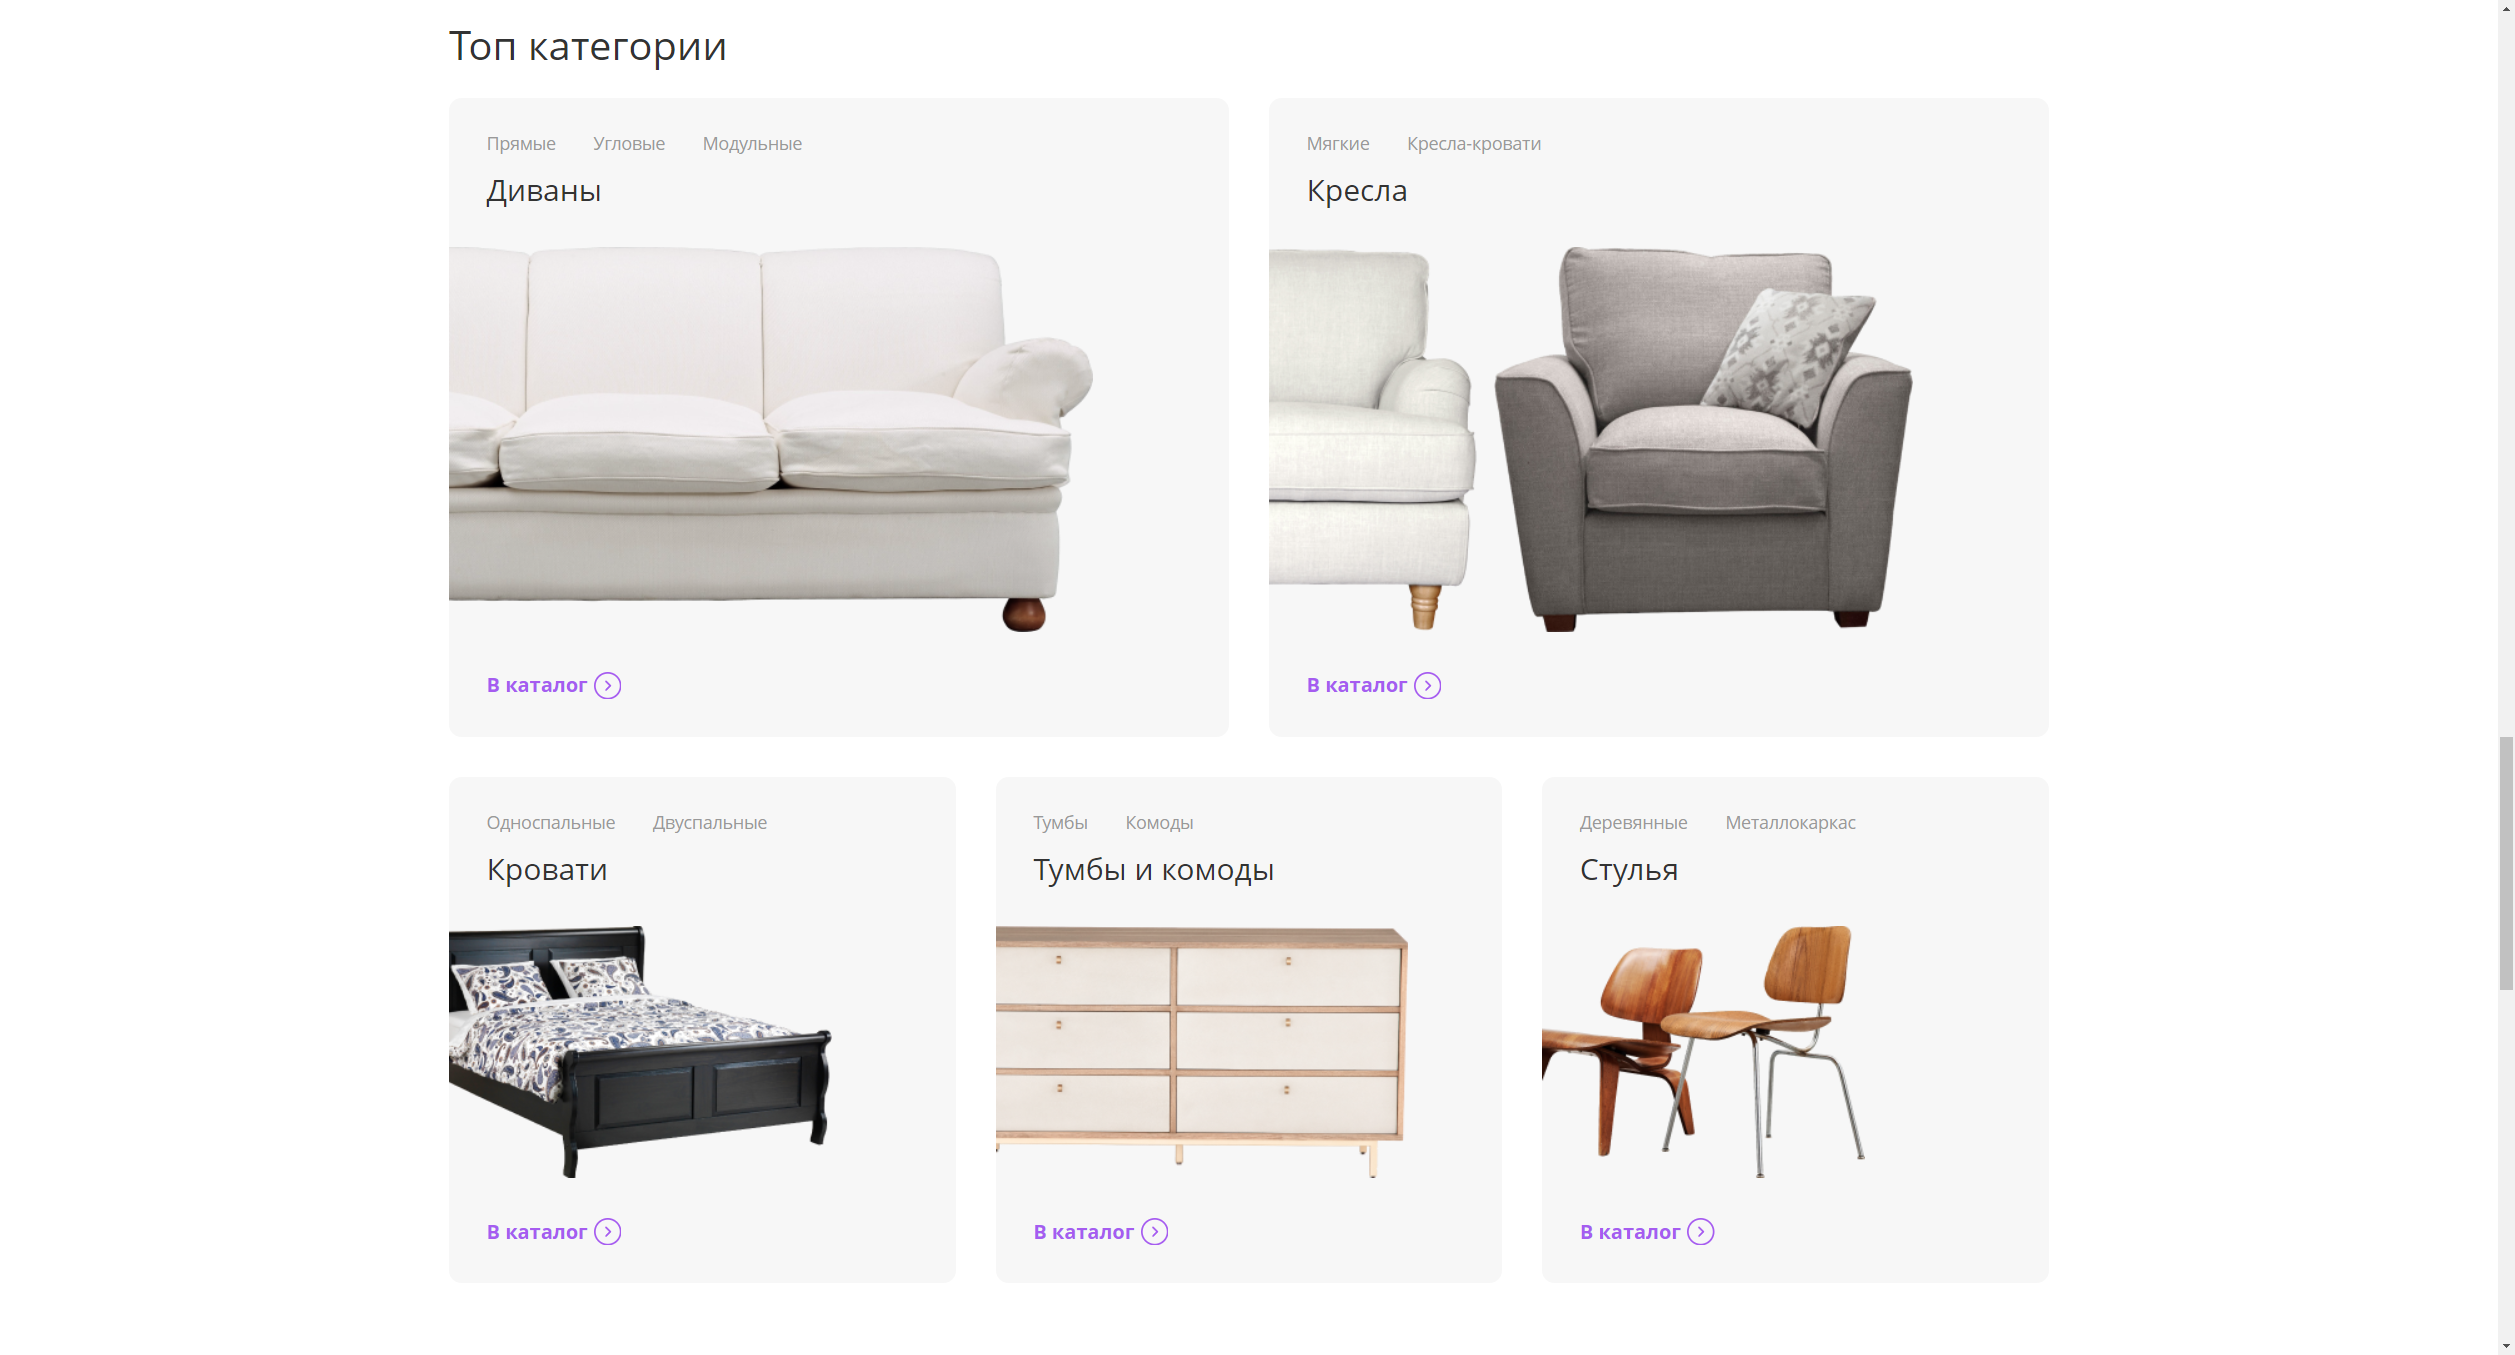 Топ категории
Прямые Угловые Модульные
Диваны
В каталог
Мягкие Кресла-кровати
Кресла
В каталог
Односпальные Двуспальные
Кровати
В каталог
Тумбы Комоды
Тумбы и комоды
В каталог
Деревянные Металлокаркас
Стулья
В каталог